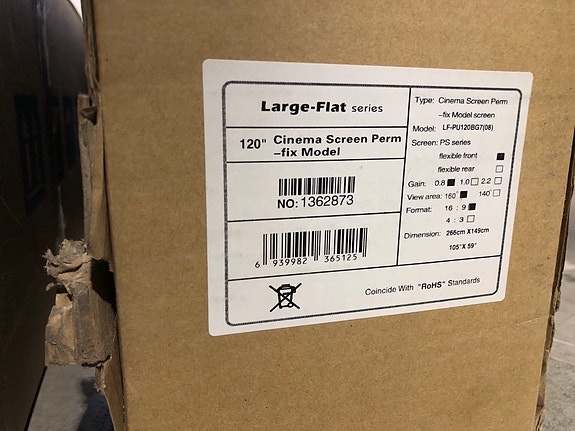 Large-Flat series
120" Cinema Screen Perm
-fix Model
NO: 1362873
6 939982 365125
Type: Cinema Screen Perm
-fix Model screen
Model: LF-PU120BG7(08)
Screen: PS series
flexible front
flexible rear
Gain: 0.8 1.0 2.2
View area: 160° 140°
Format: 16 : 9
4 : 3
Dimension: 266cm X149cm
105"X 59"
Coincide With "RoHS" Standards